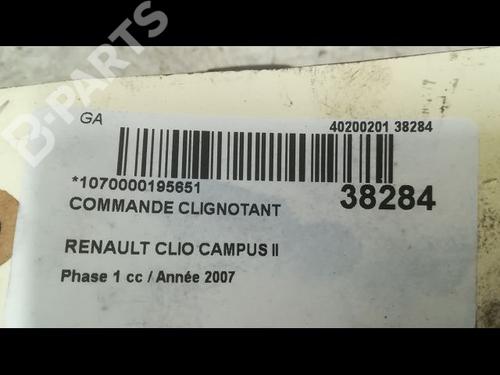 B-PARTS
GA
40200201 38284
*1070000195651
38284
COMMANDE CLIGNOTANT
RENAULT CLIO CAMPUS II
Phase 1 cc / Année 2007